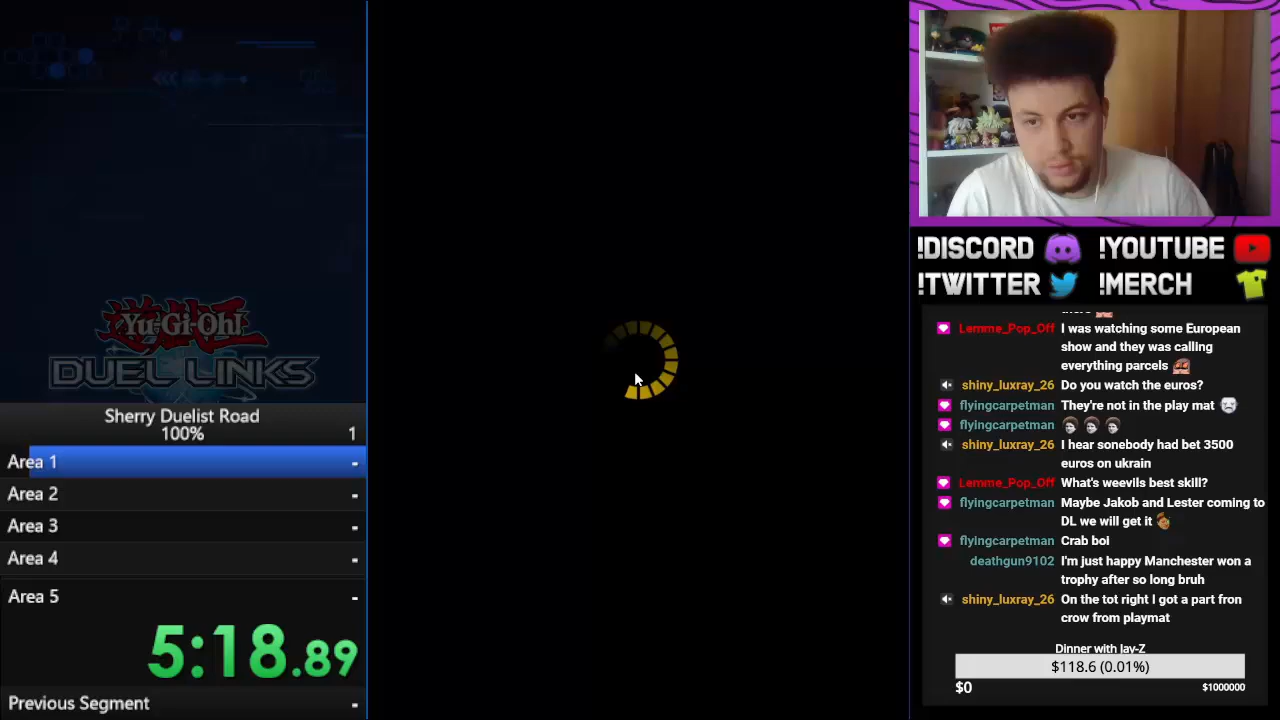 Yu-Gi-Oh!
DUEL LINKS
Sherry Duelist Road
100%
1
Area 1 -
Area 2 -
Area 3 -
Area 4 -
Area 5 -
5:18.89
Previous Segment -
!DISCORD !YOUTUBE
!TWITTER !MERCH
Lemme_Pop_Off I was watching some European
show and they was calling
everything parcels
shiny_luxray_26 Do you watch the euros?
flyingcarpetman They're not in the play mat
flyingcarpetman
shiny_luxray_26 I hear sonebody had bet 3500
euros on ukrain
Lemme_Pop_Off What's weevils best skill?
flyingcarpetman Maybe Jakob and Lester coming to
DL we will get it
flyingcarpetman Crab boi
deathgun9102 I'm just happy Manchester won a
trophy after so long bruh
shiny_luxray_26 On the tot right I got a part fron
crow from playmat
Dinner with Jay-Z
$118.6 (0.01%)
$0 $1000000